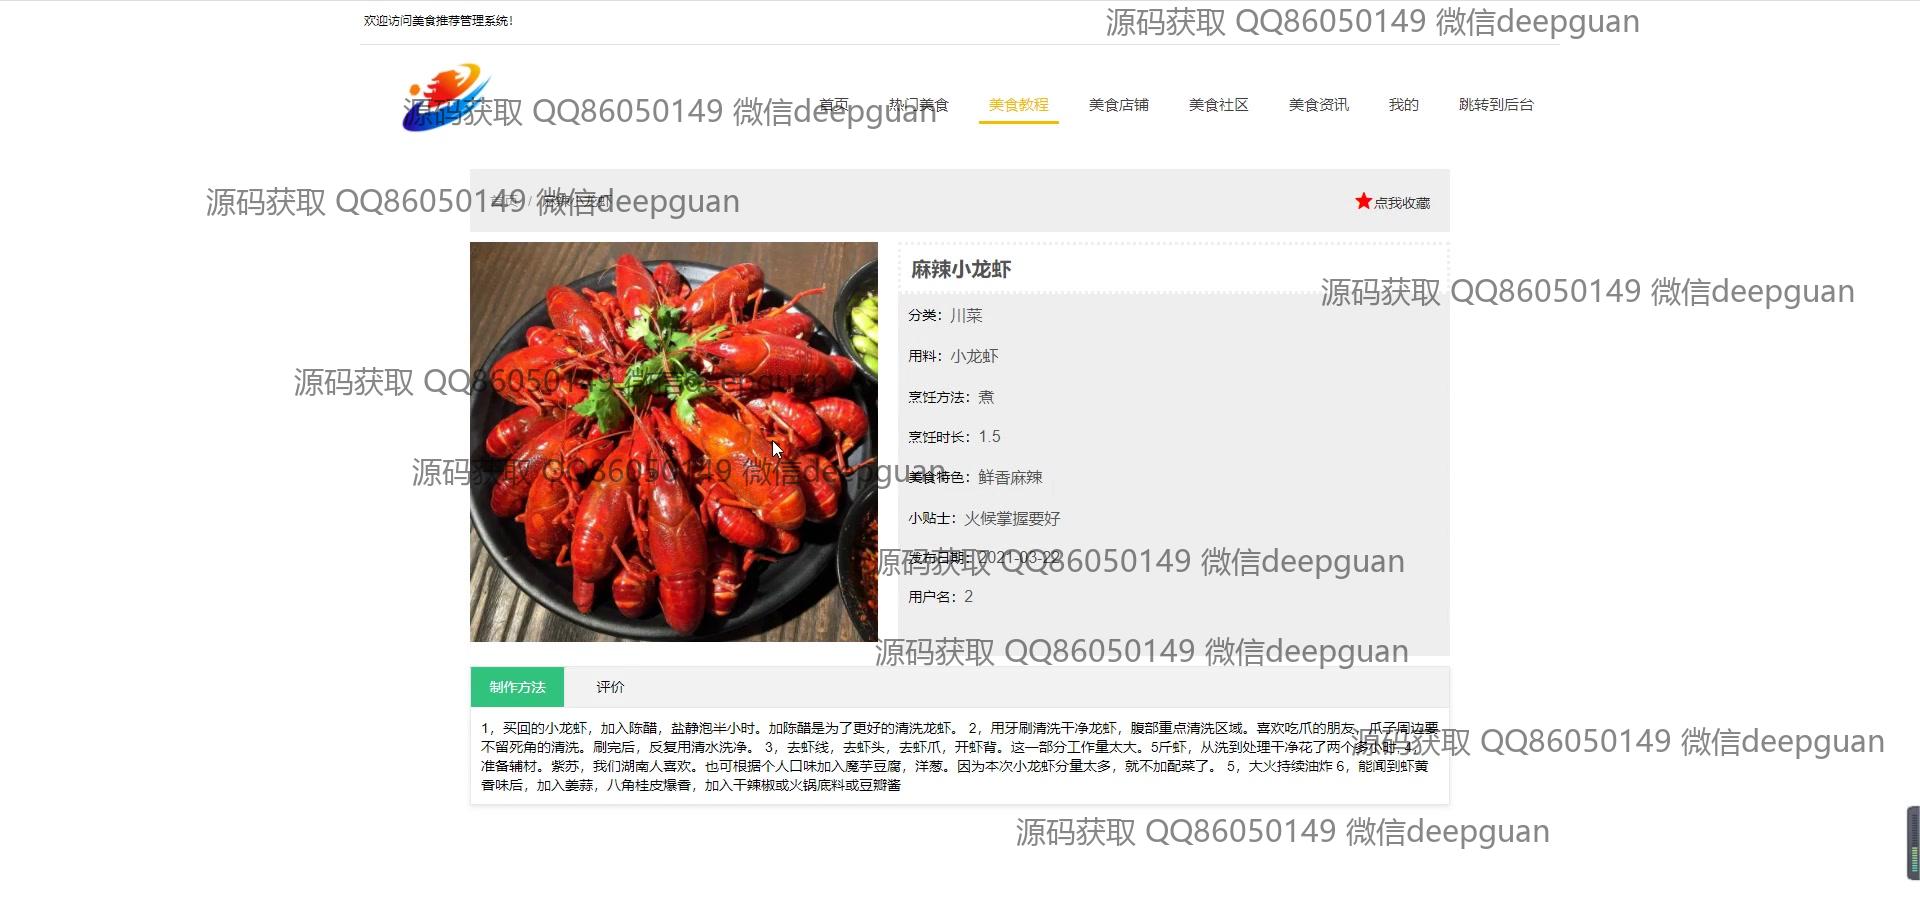 欢迎访问美食推荐管理系统!
源码获取 QQ86050149 微信deepguan
首页 热门美食 美食教程 美食店铺 美食社区 美食资讯 我的 跳转到后台
源码获取 QQ86050149 微信deepguan
首页 / 麻辣小龙虾
★点我收藏
源码获取 QQ86050149 微信deepguan
麻辣小龙虾
源码获取 QQ86050149 微信deepguan
分类：川菜
用料：小龙虾
源码获取 QQ86050149 微信deepguan
烹饪方法：煮
烹饪时长：1.5
源码获取 QQ86050149 微信deepguan
美食特色：鲜香麻辣
小贴士：火候掌握要好
发布日期：2021-03-22
源码获取 QQ86050149 微信deepguan
用户名：2
源码获取 QQ86050149 微信deepguan
制作方法 评价
1，买回的小龙虾，加入陈醋，盐静泡半小时。加陈醋是为了更好的清洗龙虾。 2，用牙刷清洗干净龙虾，腹部重点清洗区域。喜欢吃爪的朋友，爪子周边要
不留死角的清洗。刷完后，反复用清水洗净。 3，去虾线，去虾头，去虾爪，开虾背。这一部分工作量太大。5斤虾，从洗到处理干净花了两个多小时 4，
源码获取 QQ86050149 微信deepguan
准备辅材。紫苏，我们湖南人喜欢。也可根据个人口味加入魔芋豆腐，洋葱。因为本次小龙虾分量太多，就不加配菜了。 5，大火持续油炸 6，能闻到虾黄
香味后，加入姜蒜，八角桂皮爆香，加入干辣椒或火锅底料或豆瓣酱
源码获取 QQ86050149 微信deepguan